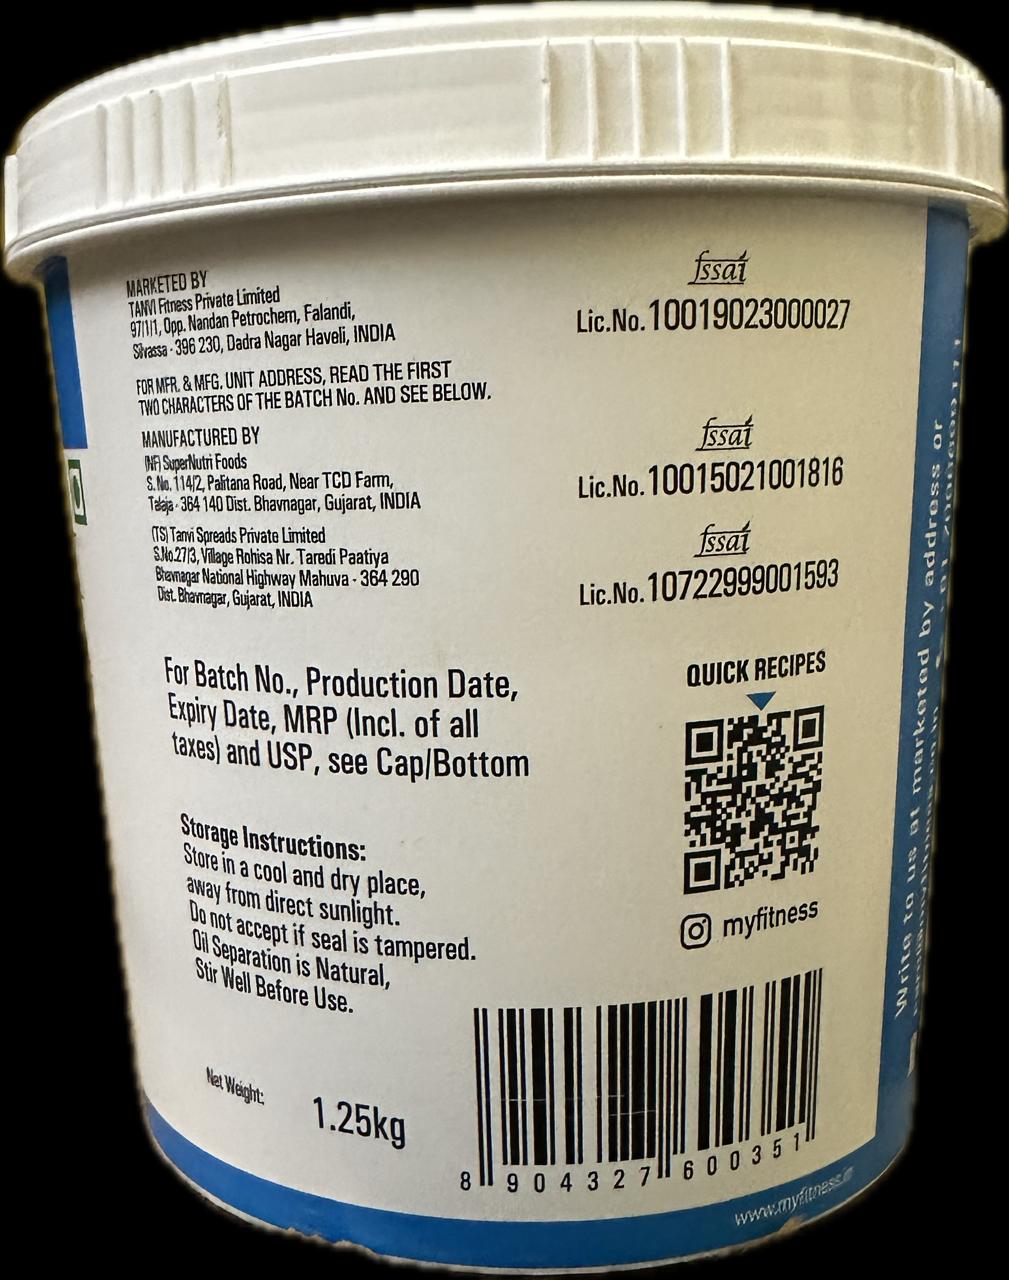 MARKETED BY
TANVI Fitness Private Limited
97/1/1, Opp. Nandan Petrochem, Falandi,
Silvassa - 396 230, Dadra Nagar Haveli, INDIA
fssai
Lic.No. 10019023000027
FOR MFR. & MFG. UNIT ADDRESS, READ THE FIRST
TWO CHARACTERS OF THE BATCH No. AND SEE BELOW.
MANUFACTURED BY
(NF) SuperNutri Foods
S. No. 114/2, Palitana Road, Near TCD Farm,
Talaja - 364 140 Dist. Bhavnagar, Gujarat, INDIA
fssai
Lic.No. 10015021001816
(TS) Tanvi Spreads Private Limited
S.No.27/3, Village Rohisa Nr. Taredi Paatiya
Bhavnagar National Highway Mahuva - 364 290
Dist. Bhavnagar, Gujarat, INDIA
fssai
Lic.No. 10722999001593
For Batch No., Production Date,
Expiry Date, MRP (Incl. of all
taxes) and USP, see Cap/Bottom
QUICK RECIPES
myfitness
Storage Instructions:
Store in a cool and dry place,
away from direct sunlight.
Do not accept if seal is tampered.
Oil Separation is Natural,
Stir Well Before Use.
Net Weight:
1.25kg
8 904327 600351
www.myfitness.in
Write to us at marketed by address or